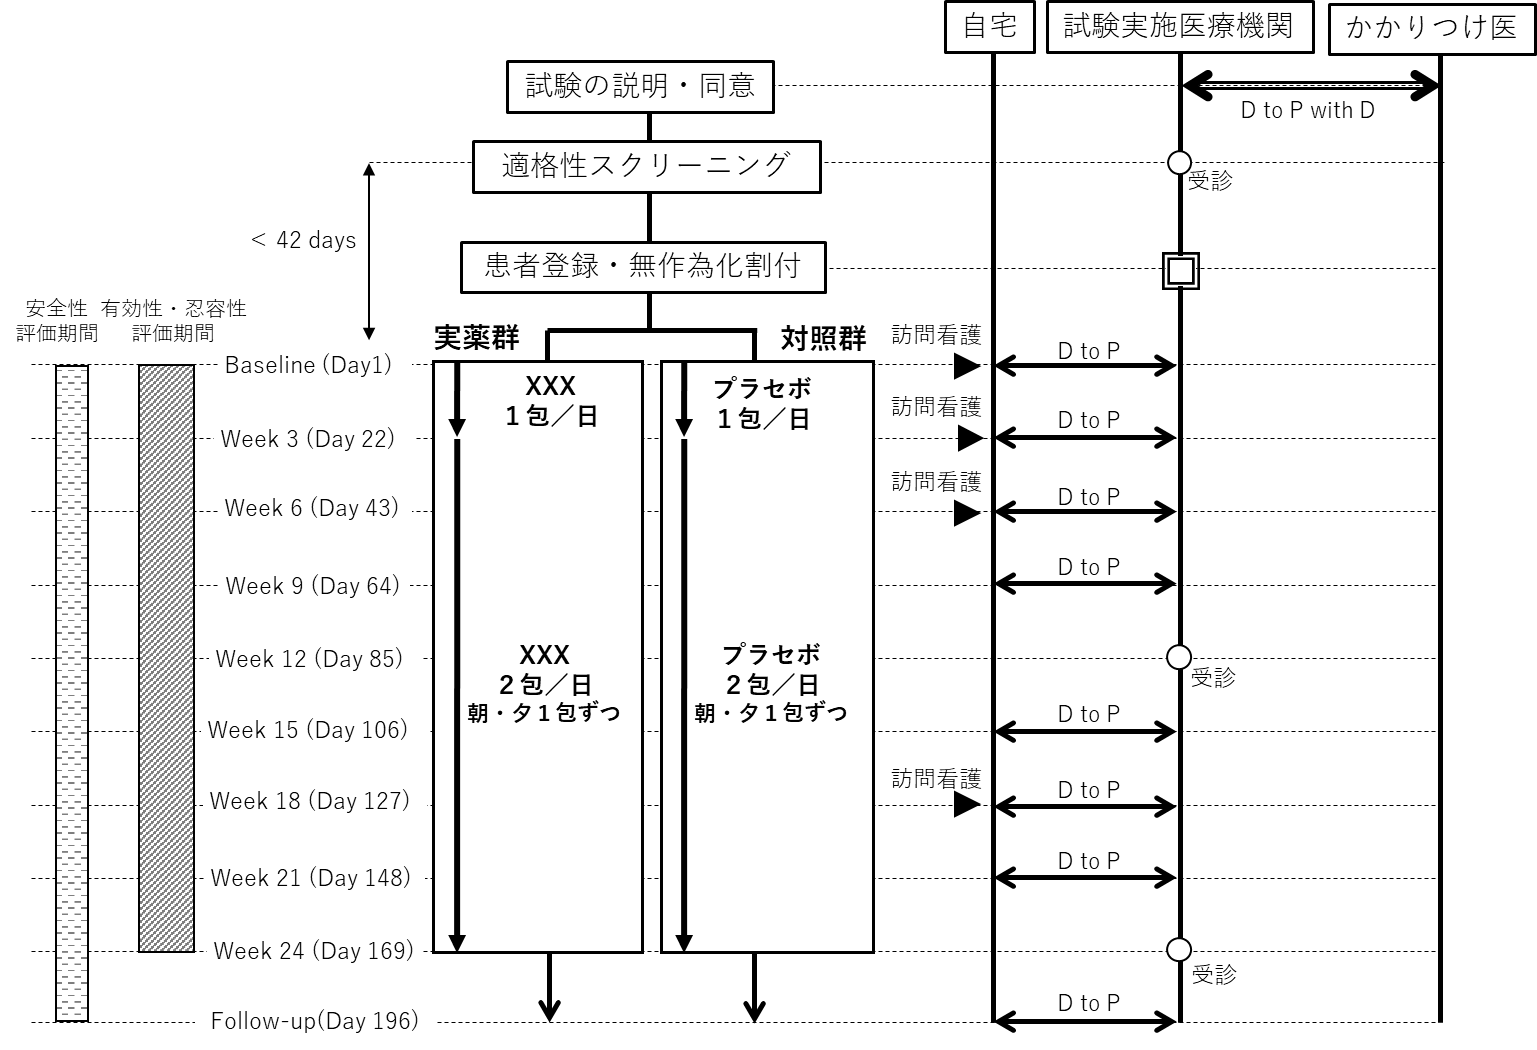 自宅
試験実施医療機関
かかりつけ医
試験の説明・同意
D to P with D
適格性スクリーニング
受診
< 42 days
患者登録・無作為化割付
安全性
評価期間
有効性・忍容性
評価期間
実薬群
対照群
訪問看護
Baseline (Day1)
XXX
１包／日
プラセボ
１包／日
D to P
訪問看護
Week 3 (Day 22)
D to P
訪問看護
Week 6 (Day 43)
D to P
Week 9 (Day 64)
D to P
Week 12 (Day 85)
XXX
２包／日
朝・夕１包ずつ
プラセボ
２包／日
朝・夕１包ずつ
受診
Week 15 (Day 106)
D to P
訪問看護
Week 18 (Day 127)
D to P
Week 21 (Day 148)
D to P
Week 24 (Day 169)
受診
Follow-up(Day 196)
D to P